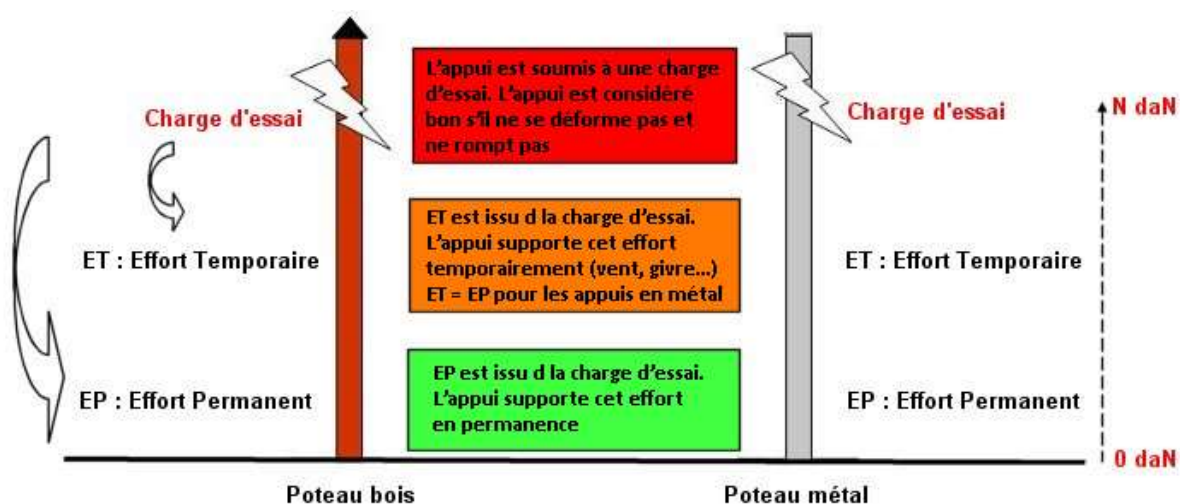 L'appui est soumis à une charge
d'essai. L'appui est considéré
bon s'il ne se déforme pas et
ne rompt pas
Charge d'essai
Charge d'essai
N daN
ET est issu d la charge d'essai.
L'appui supporte cet effort
temporairement (vent, givre...)
ET = EP pour les appuis en métal
ET : Effort Temporaire
ET : Effort Temporaire
EP est issu d la charge d'essai.
L'appui supporte cet effort
en permanence
EP : Effort Permanent
EP : Effort Permanent
0 daN
Poteau bois
Poteau métal